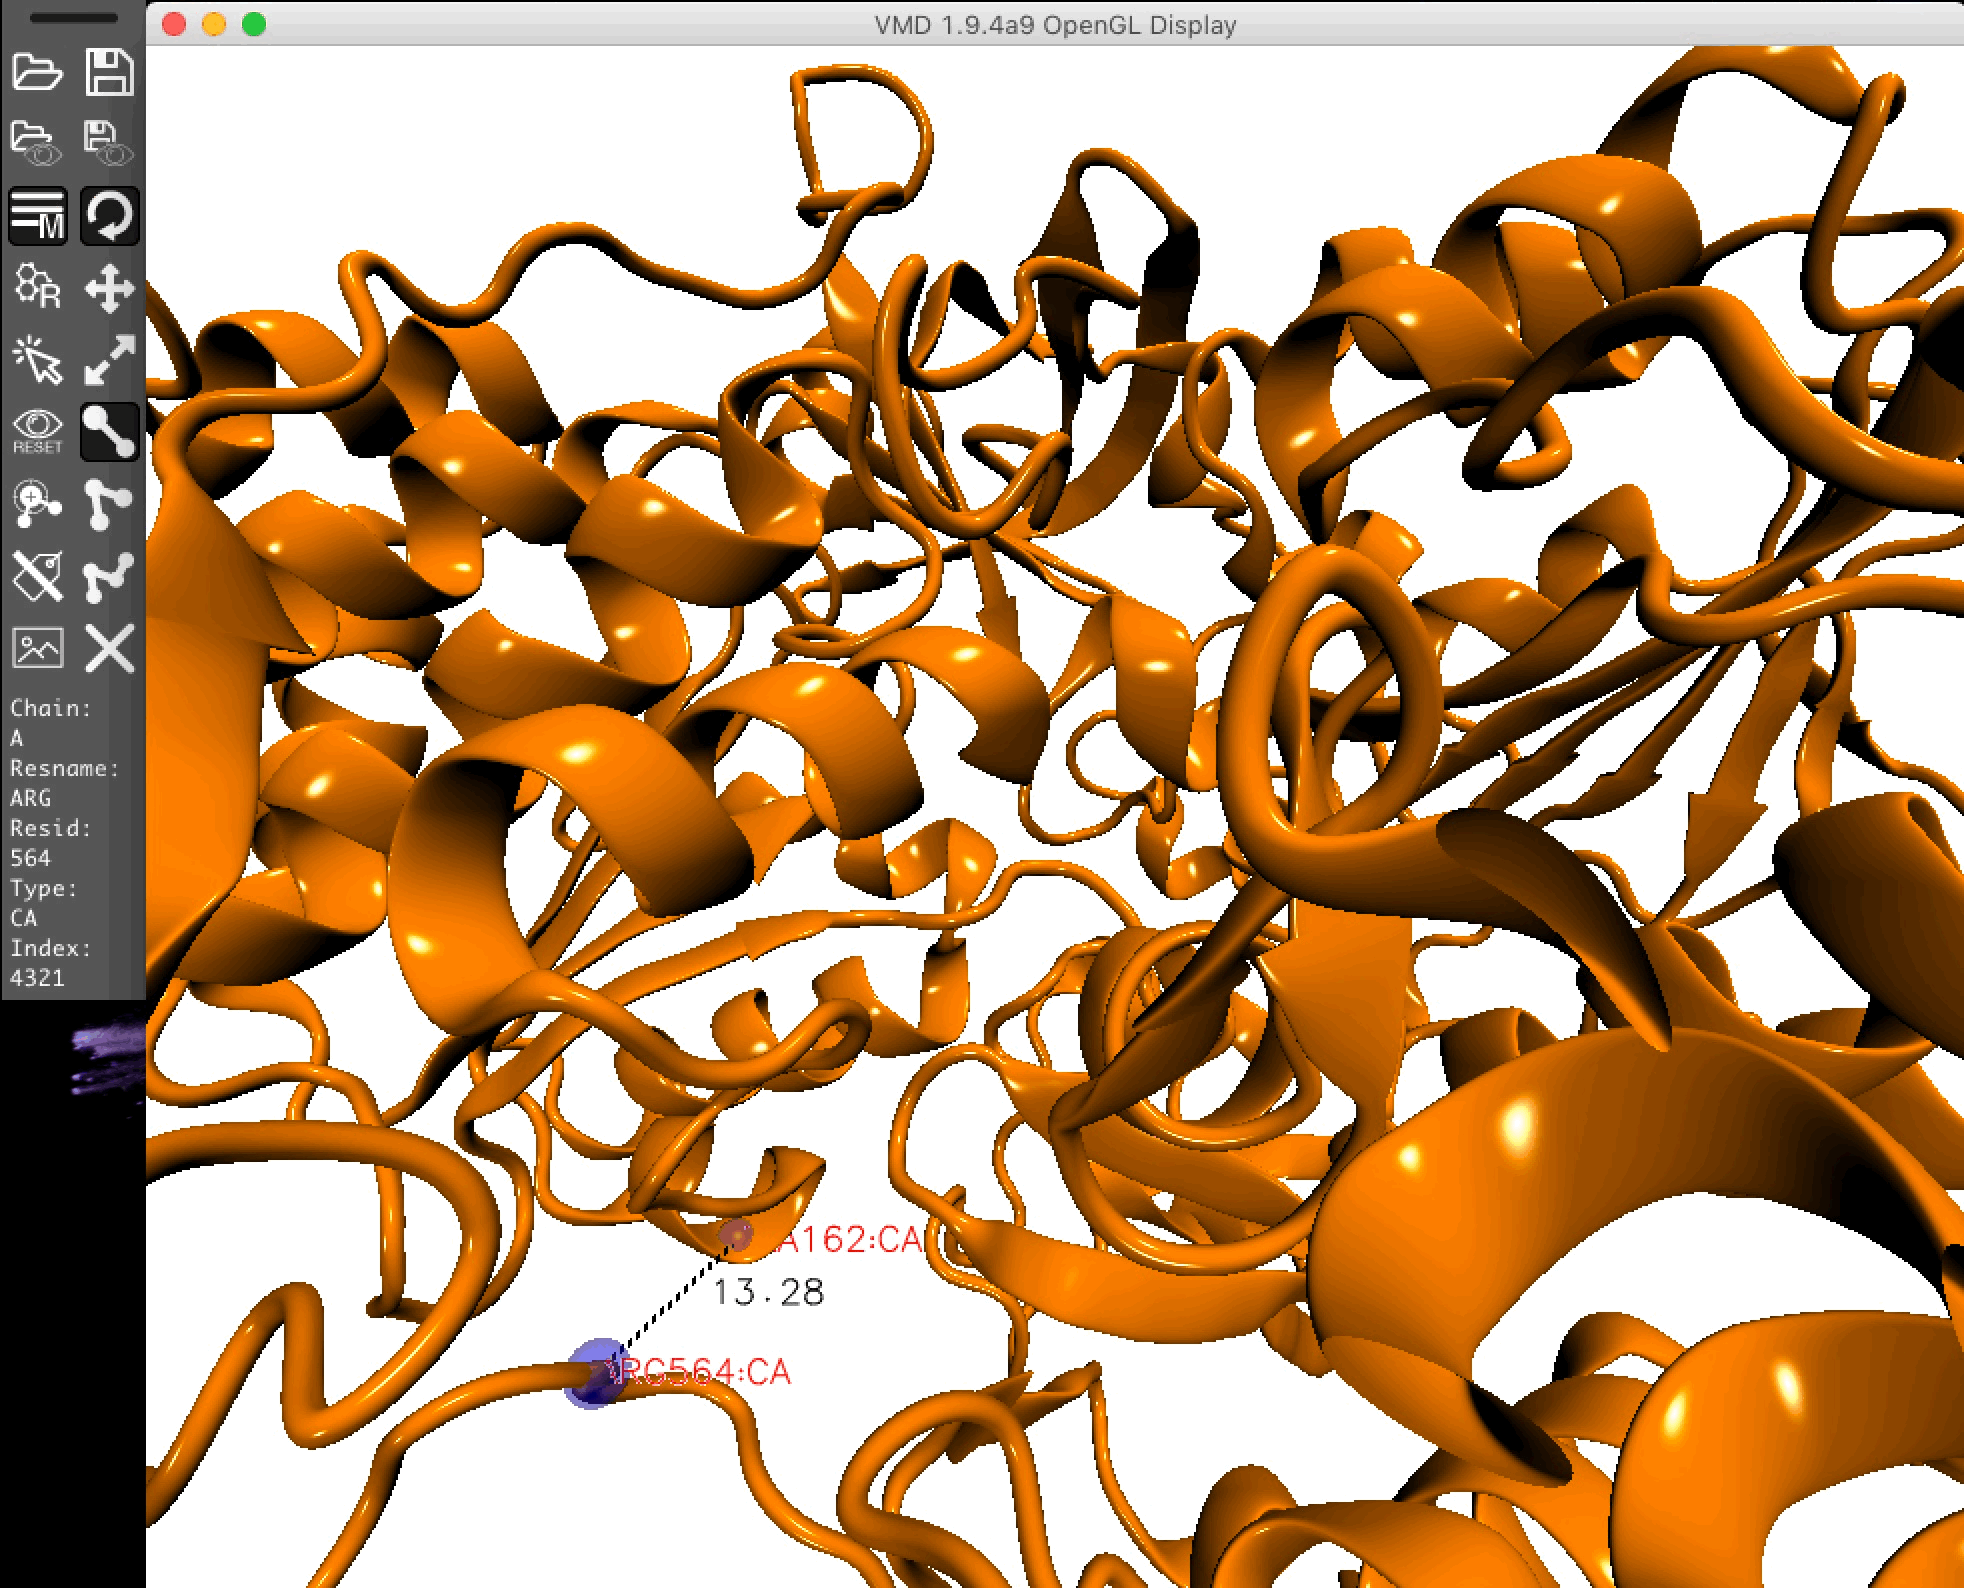 VMD 1.9.4a9 OpenGL Display
M
R
RESET
Chain:
A
Resname:
ARG
Resid:
564
Type:
CA
Index:
4321
A162:CA
13.28
ARG564:CA